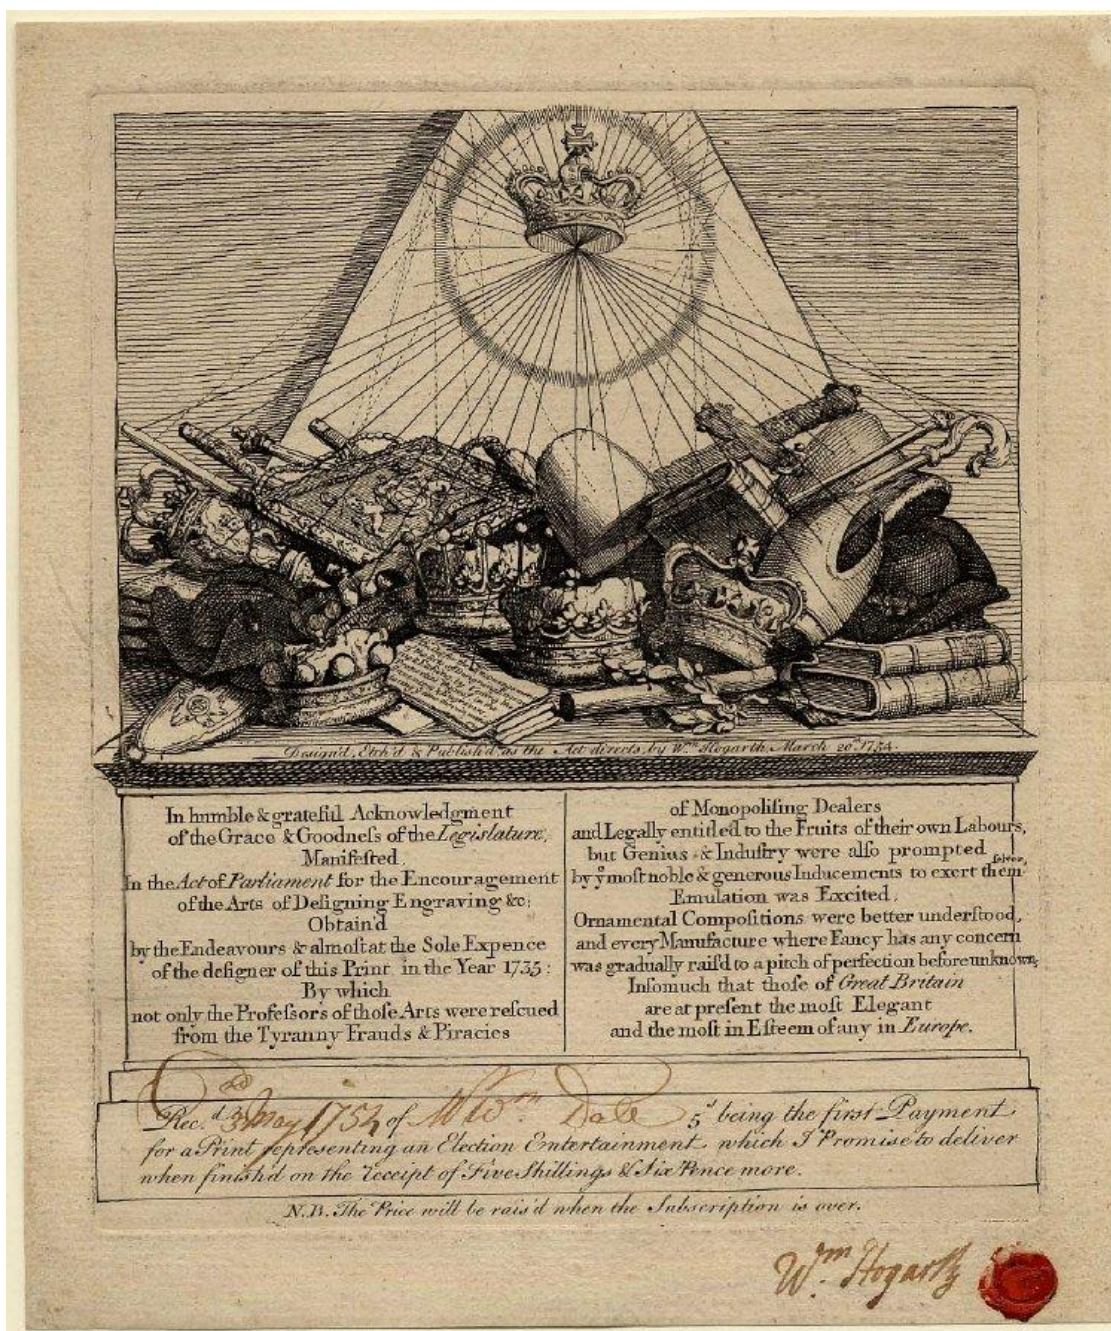 Design'd, Etch'd & Publish'd, as the Act directs, by Wm. Hogarth, March 20th. 1754.
In humble & grateful Acknowledgment
of the Grace & Goodneſs of the Legislature,
Manifeſted,
In the Act of Parliament for the Encouragement
of the Arts of Deſigning Engraving &c;
Obtain'd
by the Endeavours & almoſt at the Sole Expence
of the deſigner of this Print in the Year 1735:
By which
not only the Profeſsors of thoſe Arts were reſcued
from the Tyranny Frauds & Piracies
of Monopoliſing Dealers
and Legally entitled to the Fruits of their own Labours,
but Genius & Induſtry were alſo prompted
by yͤ moſt noble & generous Inducements to exert themſelves,
Emulation was Excited,
Ornamental Compoſitions were better underſtood,
and every Manufacture where Fancy has any concern
was gradually raiſd to a pitch of perfection before unknown,
Inſomuch that thoſe of Great Britain
are at preſent the moſt Elegant
and the moſt in Eſteem of any in Europe.
Rec.d 3d May 1754 of Mr Wm Date 5s being the first Payment
for a Print representing an Election Entertainment which I Promise to deliver
when finish'd on the receipt of Five Shillings & Six Pence more.
N.B. The Price will be rais'd when the Subscription is over.
Wm Hogarth